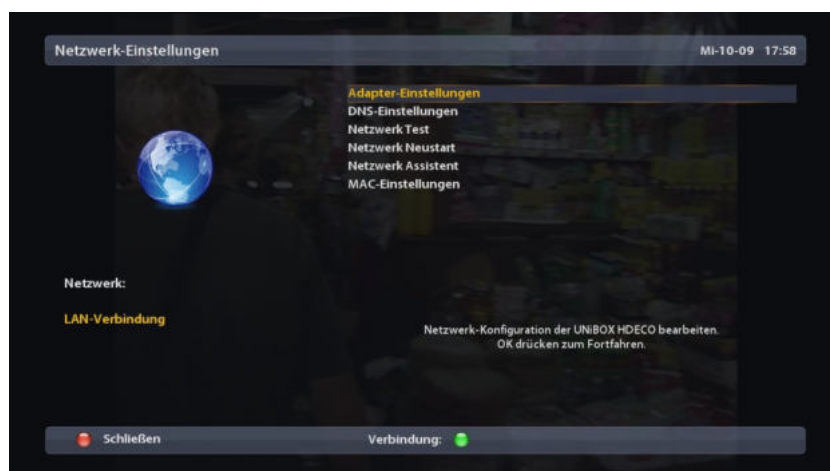 Netzwerk-Einstellungen
Mi-10-09 17:58
Adapter-Einstellungen
DNS-Einstellungen
Netzwerk Test
Netzwerk Neustart
Netzwerk Assistent
MAC-Einstellungen
Netzwerk:
LAN-Verbindung
Netzwerk-Konfiguration der UNiBOX HDECO bearbeiten.
OK drücken zum Fortfahren.
Schließen
Verbindung: